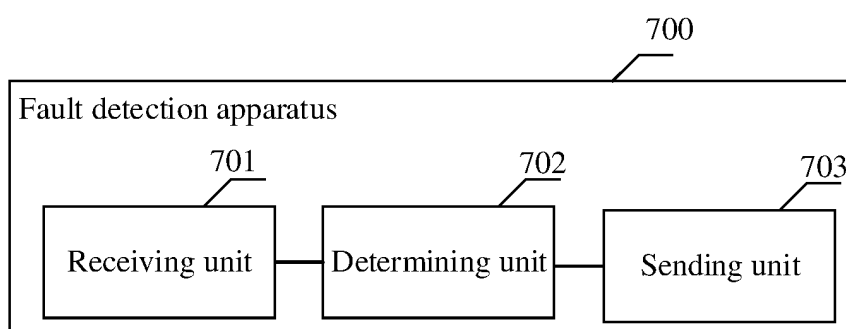 700
Fault detection apparatus
701
702
703
Receiving unit
Determining unit
Sending unit